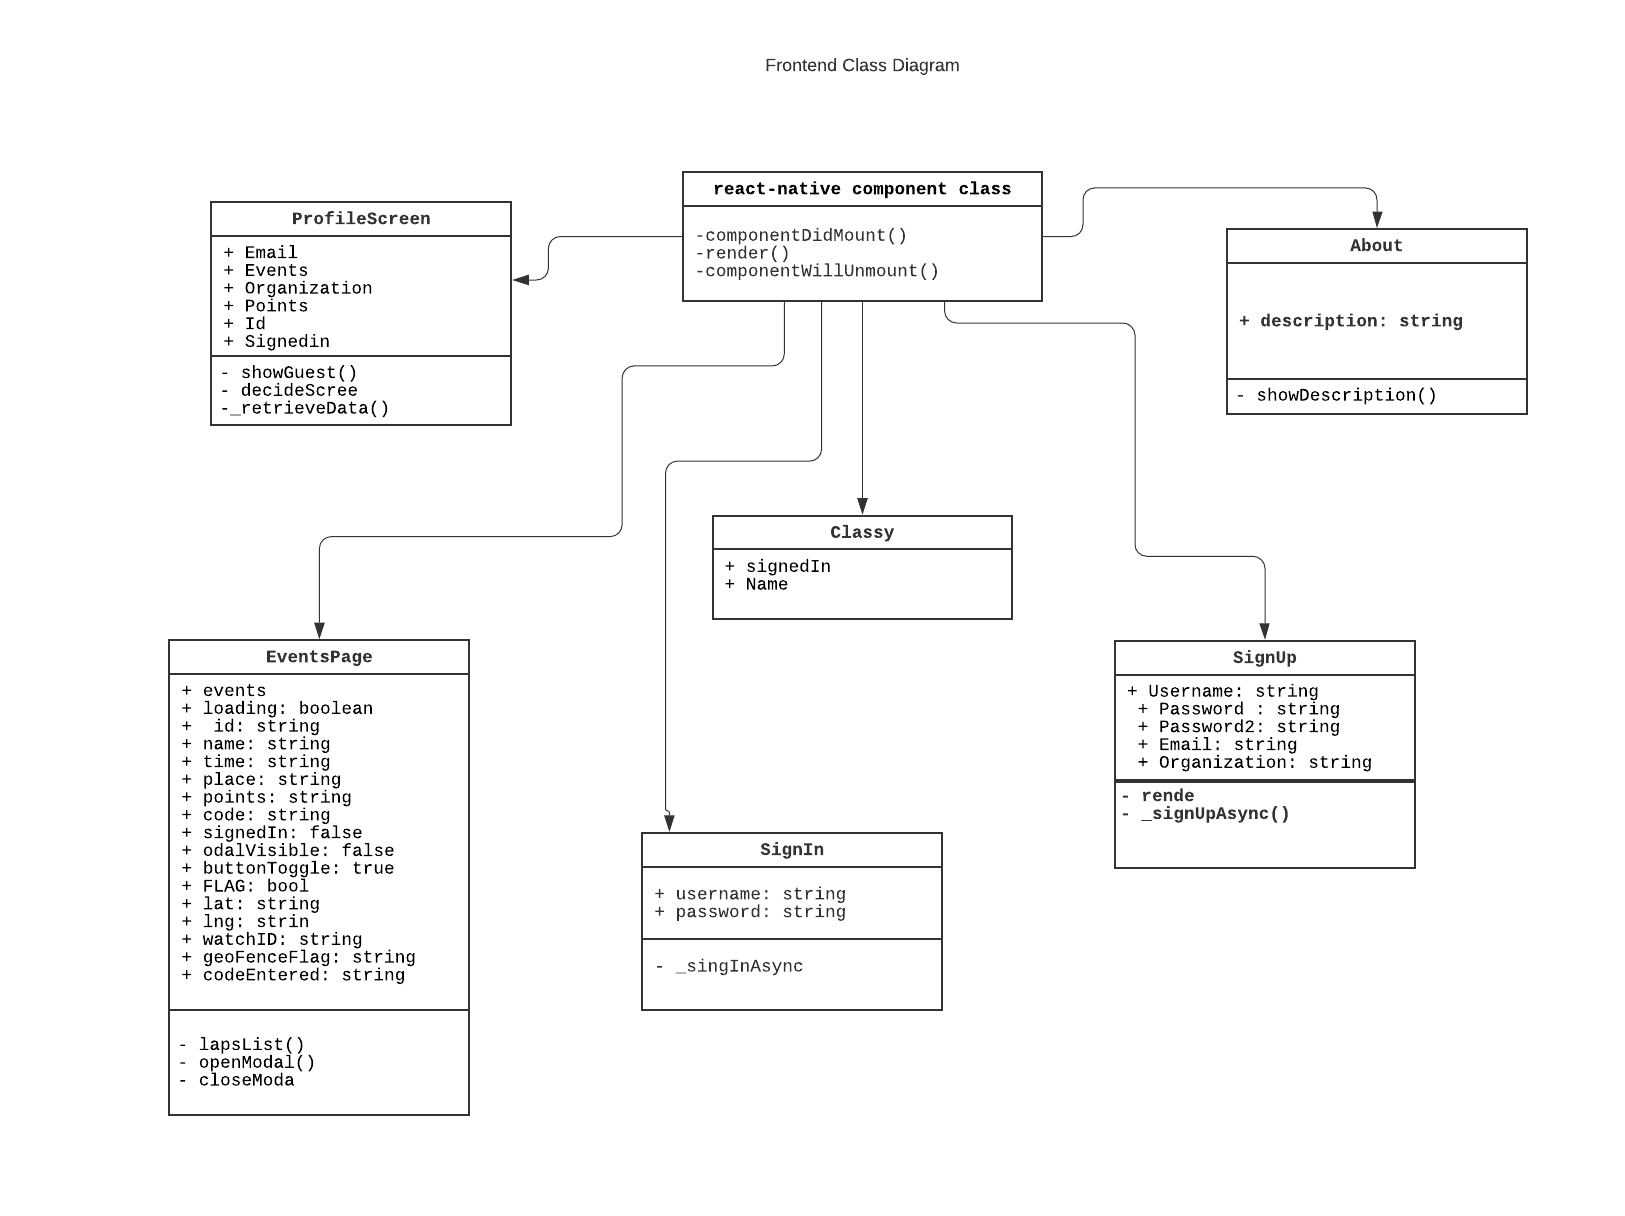 Frontend Class Diagram
react-native component class
-componentDidMount()
-render()
-componentWillUnmount()
ProfileScreen
+ Email
+ Events
+ Organization
+ Points
+ Id
+ Signedin
- showGuest()
- decideScree
-_retrieveData()
About
+ description: string
- showDescription()
Classy
+ signedIn
+ Name
EventsPage
+ events
+ loading: boolean
+  id: string
+ name: string
+ time: string
+ place: string
+ points: string
+ code: string
+ signedIn: false
+ odalVisible: false
+ buttonToggle: true
+ FLAG: bool
+ lat: string
+ lng: strin
+ watchID: string
+ geoFenceFlag: string
+ codeEntered: string
- lapsList()
- openModal()
- closeModa
SignUp
+ Username: string
+ Password : string
+ Password2: string
+ Email: string
+ Organization: string
- rende
- _signUpAsync()
SignIn
+ username: string
+ password: string
- _singInAsync